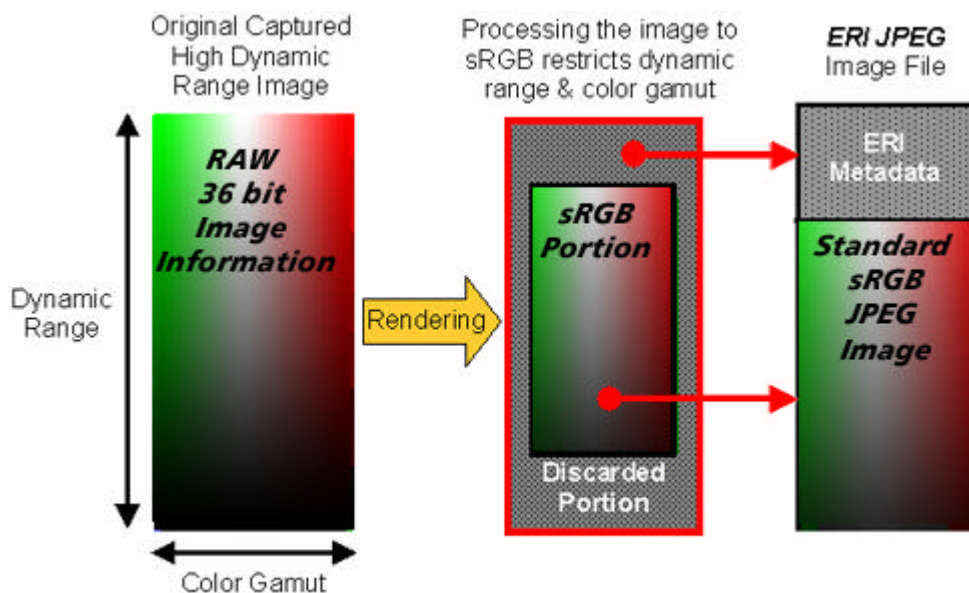 Original Captured
High Dynamic
Range Image
RAW
36 bit
Image
Information
Dynamic
Range
Color Gamut
Rendering
Processing the image to
sRGB restricts dynamic
range & color gamut
sRGB
Portion
Discarded
Portion
ERI JPEG
Image File
ERI
Metadata
Standard
sRGB
JPEG
Image